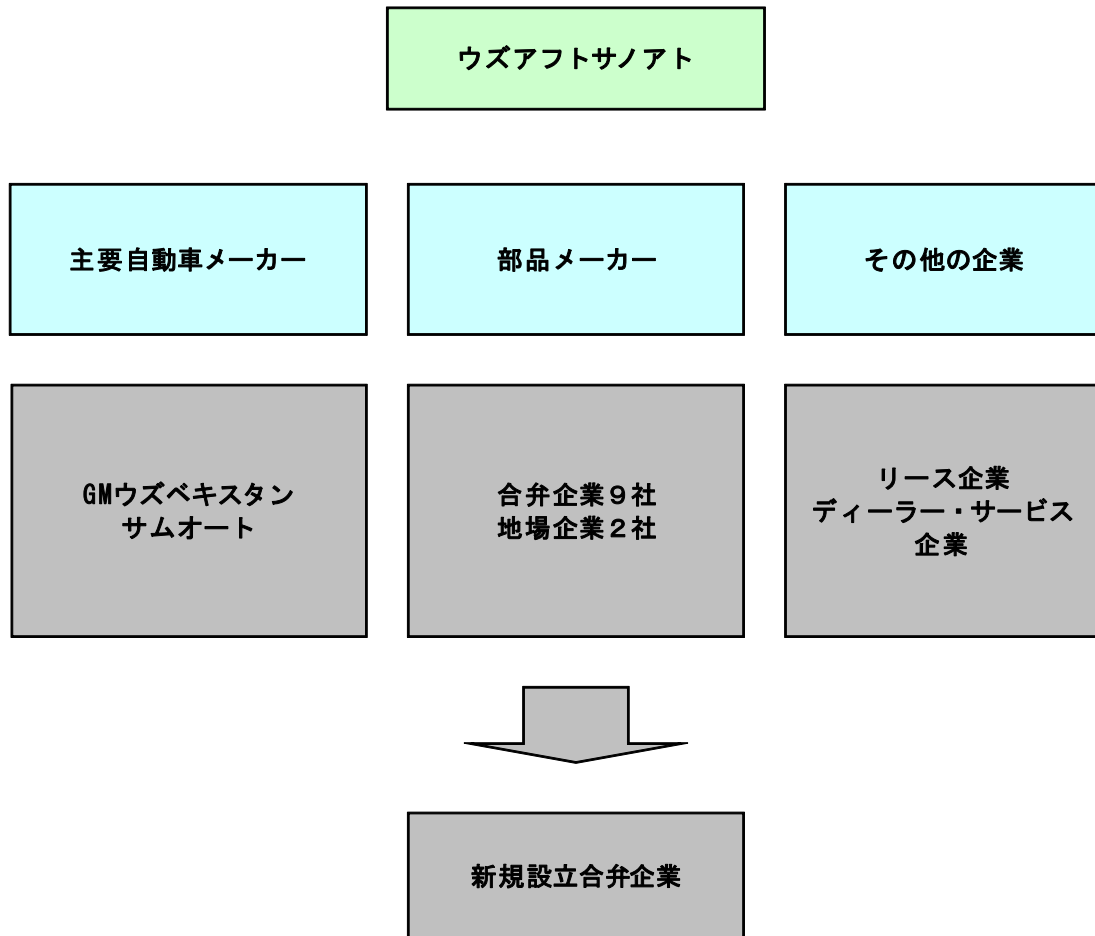 ウズアフトサノアト
主要自動車メーカー
部品メーカー
その他の企業
GMウズベキスタン
サムオート
合弁企業９社
地場企業２社
リース企業
ディーラー・サービス
企業
新規設立合弁企業